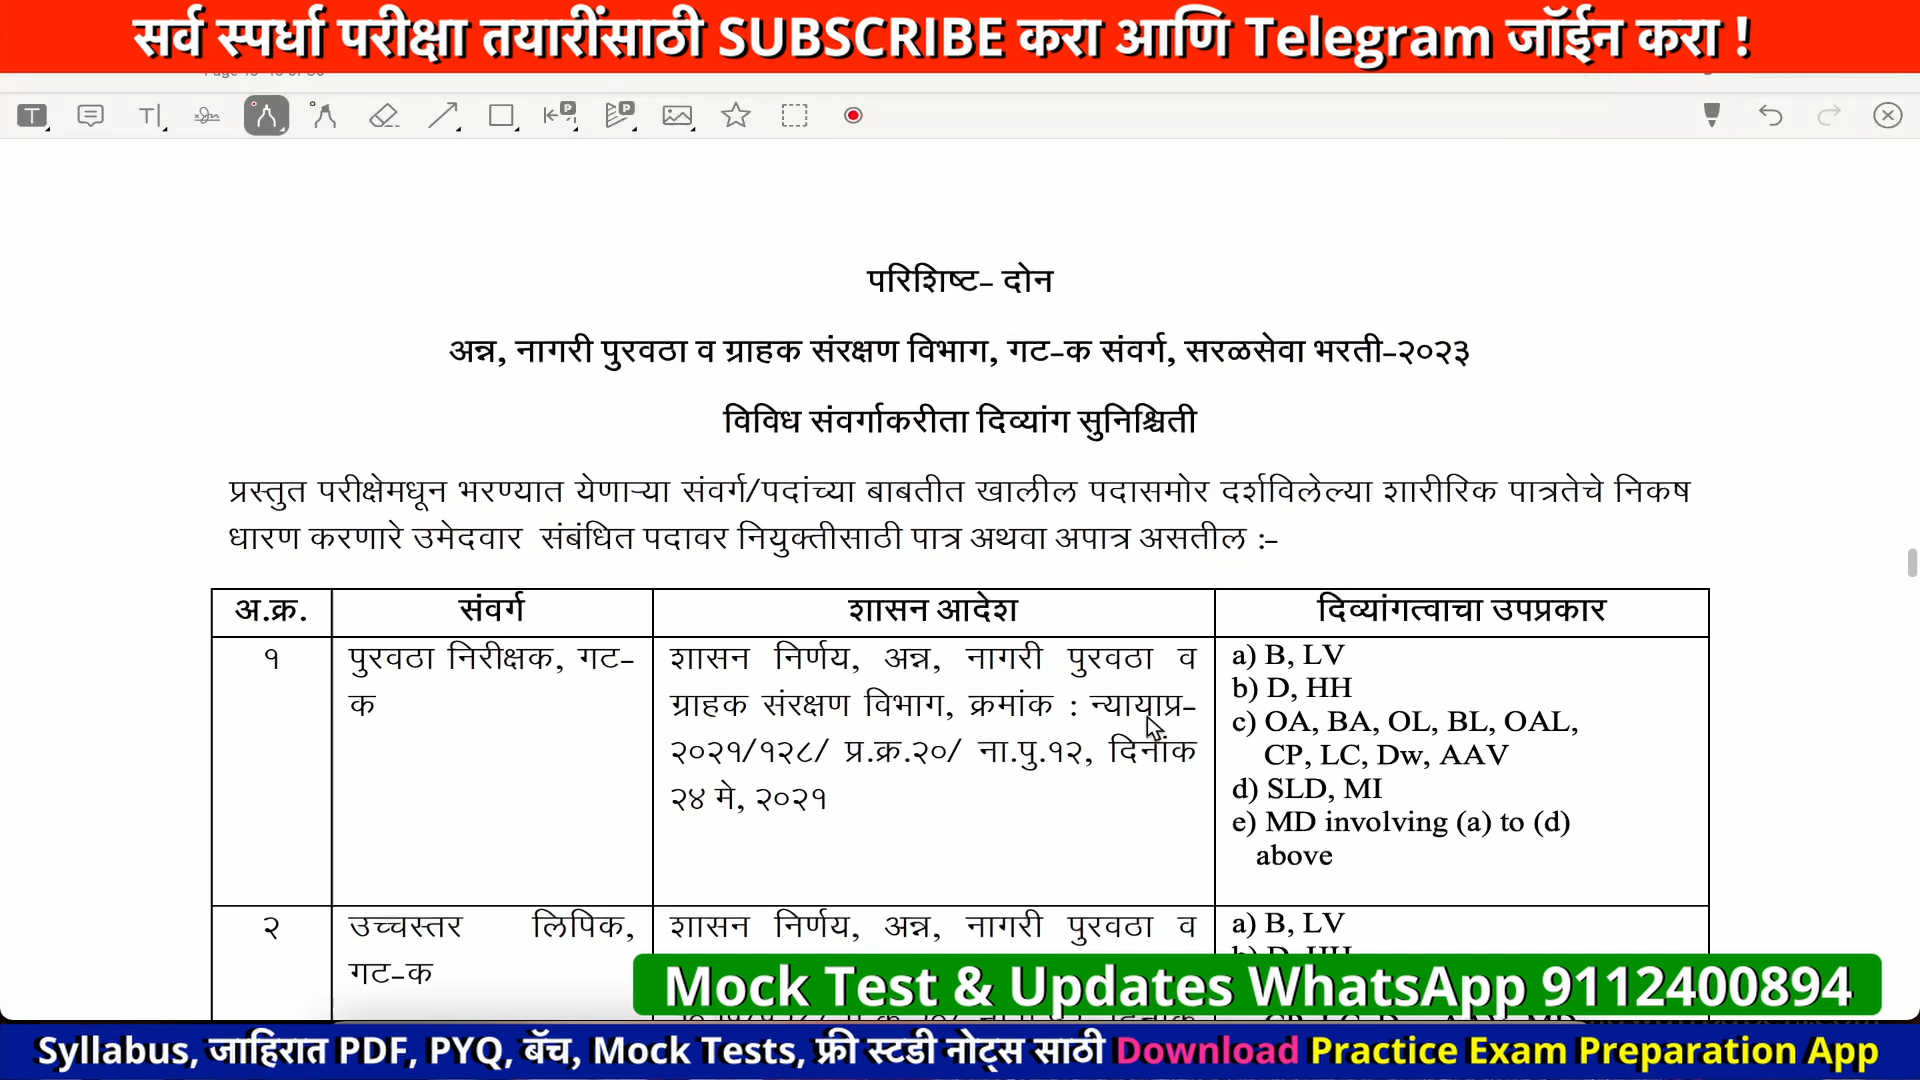 सर्व स्पर्धा परीक्षा तयारींसाठी SUBSCRIBE करा आणि Telegram जॉईन करा !
परिशिष्ट- दोन
अन्न, नागरी पुरवठा व ग्राहक संरक्षण विभाग, गट-क संवर्ग, सरळसेवा भरती-२०२३
विविध संवर्गाकरीता दिव्यांग सुनिश्चिती
प्रस्तुत परीक्षेमधून भरण्यात येणाऱ्या संवर्ग/पदांच्या बाबतीत खालील पदासमोर दर्शविलेल्या शारीरिक पात्रतेचे निकष
धारण करणारे उमेदवार संबंधित पदावर नियुक्तीसाठी पात्र अथवा अपात्र असतील :-
अ.क्र. संवर्ग शासन आदेश दिव्यांगत्वाचा उपप्रकार
१
पुरवठा निरीक्षक, गट-
क
शासन निर्णय, अन्न, नागरी पुरवठा व
ग्राहक संरक्षण विभाग, क्रमांक : न्यायाप्र-
२०२१/१२८/ प्र.क्र.२०/ ना.पु.१२, दिनांक
२४ मे, २०२१
a) B, LV
b) D, HH
c) OA, BA, OL, BL, OAL,
CP, LC, Dw, AAV
d) SLD, MI
e) MD involving (a) to (d)
above
२
उच्चस्तर लिपिक,
गट-क
शासन निर्णय, अन्न, नागरी पुरवठा व
a) B, LV
Mock Test & Updates WhatsApp 9112400894
Syllabus, जाहिरात PDF, PYQ, बॅच, Mock Tests, फ्री स्टडी नोट्स साठी Download Practice Exam Preparation App